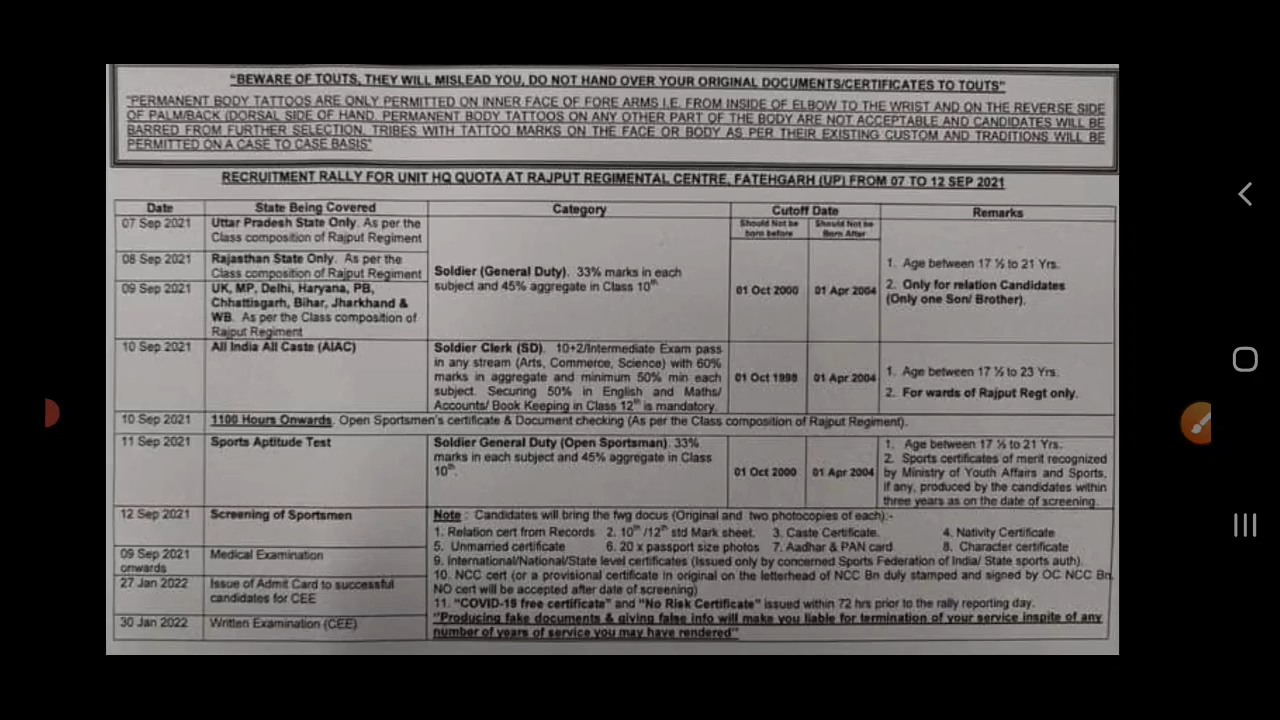 "BEWARE OF TOUTS, THEY WILL MISLEAD YOU, DO NOT HAND OVER YOUR ORIGINAL DOCUMENTS/CERTIFICATES TO TOUTS"
"PERMANENT BODY TATTOOS ARE ONLY PERMITTED ON INNER FACE OF FORE ARMS I.E. FROM INSIDE OF ELBOW TO THE WRIST AND ON THE REVERSE SIDE
OF PALM/BACK (DORSAL SIDE OF HAND. PERMANENT BODY TATTOOS ON ANY OTHER PART OF THE BODY ARE NOT ACCEPTABLE AND CANDIDATES WILL BE
BARRED FROM FURTHER SELECTION. TRIBES WITH TATTOO MARKS ON THE FACE OR BODY AS PER THEIR EXISTING CUSTOM AND TRADITIONS WILL BE
PERMITTED ON A CASE TO CASE BASIS"
RECRUITMENT RALLY FOR UNIT HQ QUOTA AT RAJPUT REGIMENTAL CENTRE, FATEHGARH (UP) FROM 07 TO 12 SEP 2021
Date State Being Covered Category Cutoff Date Remarks
Should Not be born before
Should Not be Born After
07 Sep 2021 Uttar Pradesh State Only. As per the
Class composition of Rajput Regiment
08 Sep 2021 Rajasthan State Only. As per the
Class composition of Rajput Regiment
09 Sep 2021 UK, MP, Delhi, Haryana, PB,
Chhattisgarh, Bihar, Jharkhand &
WB. As per the Class composition of
Rajput Regiment
Soldier (General Duty). 33% marks in each
subject and 45% aggregate in Class 10th
01 Oct 2000 01 Apr 2004
1. Age between 17 ½ to 21 Yrs.
2. Only for relation Candidates
(Only one Son/ Brother).
10 Sep 2021 All India All Caste (AIAC)
Soldier Clerk (SD). 10+2/Intermediate Exam pass
in any stream (Arts, Commerce, Science) with 60%
marks in aggregate and minimum 50% min each
subject. Securing 50% in English and Maths/
Accounts/ Book Keeping in Class 12th is mandatory.
01 Oct 1998 01 Apr 2004
1. Age between 17 ½ to 23 Yrs.
2. For wards of Rajput Regt only.
10 Sep 2021 1100 Hours Onwards. Open Sportsmen's certificate & Document checking (As per the Class composition of Rajput Regiment).
11 Sep 2021 Sports Aptitude Test
Soldier General Duty (Open Sportsman). 33%
marks in each subject and 45% aggregate in Class
10th.
01 Oct 2000 01 Apr 2004
1. Age between 17 ½ to 21 Yrs.
2. Sports certificates of merit recognized
by Ministry of Youth Affairs and Sports,
if any, produced by the candidates within
three years as on the date of screening.
12 Sep 2021 Screening of Sportsmen
09 Sep 2021 onwards Medical Examination
27 Jan 2022 Issue of Admit Card to successful
candidates for CEE
30 Jan 2022 Written Examination (CEE)
Note : Candidates will bring the fwg docus (Original and two photocopies of each):-
1. Relation cert from Records 2. 10th /12th std Mark sheet. 3. Caste Certificate. 4. Nativity Certificate
5. Unmarried certificate 6. 20 x passport size photos 7. Aadhar & PAN card 8. Character certificate
9. International/National/State level certificates (Issued only by concerned Sports Federation of India/ State sports auth).
10. NCC cert (or a provisional certificate in original on the letterhead of NCC Bn duly stamped and signed by OC NCC Bn.
NO cert will be accepted after date of screening)
11. "COVID-19 free certificate" and "No Risk Certificate" issued within 72 hrs prior to the rally reporting day.
"Producing fake documents & giving false info will make you liable for termination of your service inspite of any
number of years of service you may have rendered"